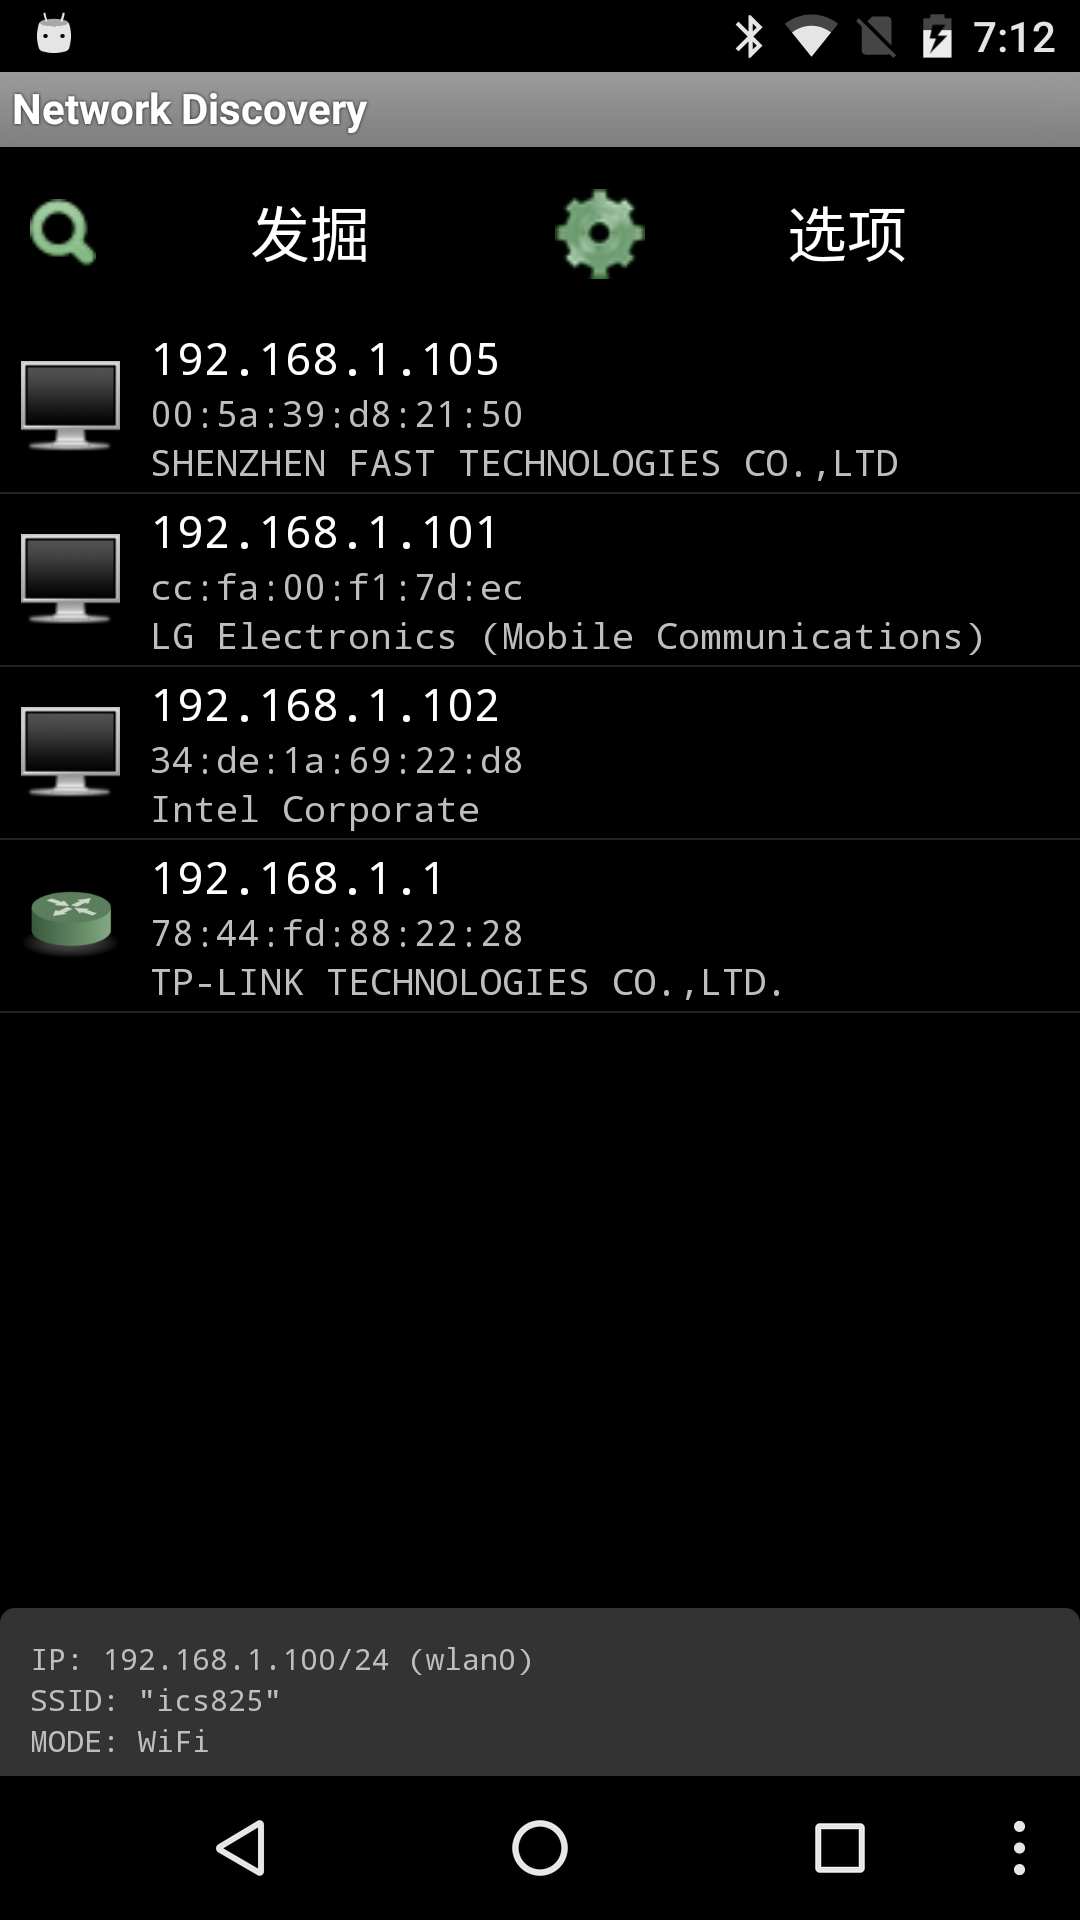 7:12
Network Discovery
发掘
选项
192.168.1.105
00:5a:39:d8:21:50
SHENZHEN FAST TECHNOLOGIES CO.,LTD
192.168.1.101
cc:fa:00:f1:7d:ec
LG Electronics (Mobile Communications)
192.168.1.102
34:de:1a:69:22:d8
Intel Corporate
192.168.1.1
78:44:fd:88:22:28
TP-LINK TECHNOLOGIES CO.,LTD.
IP: 192.168.1.100/24 (wlan0)
SSID: "ics825"
MODE: WiFi